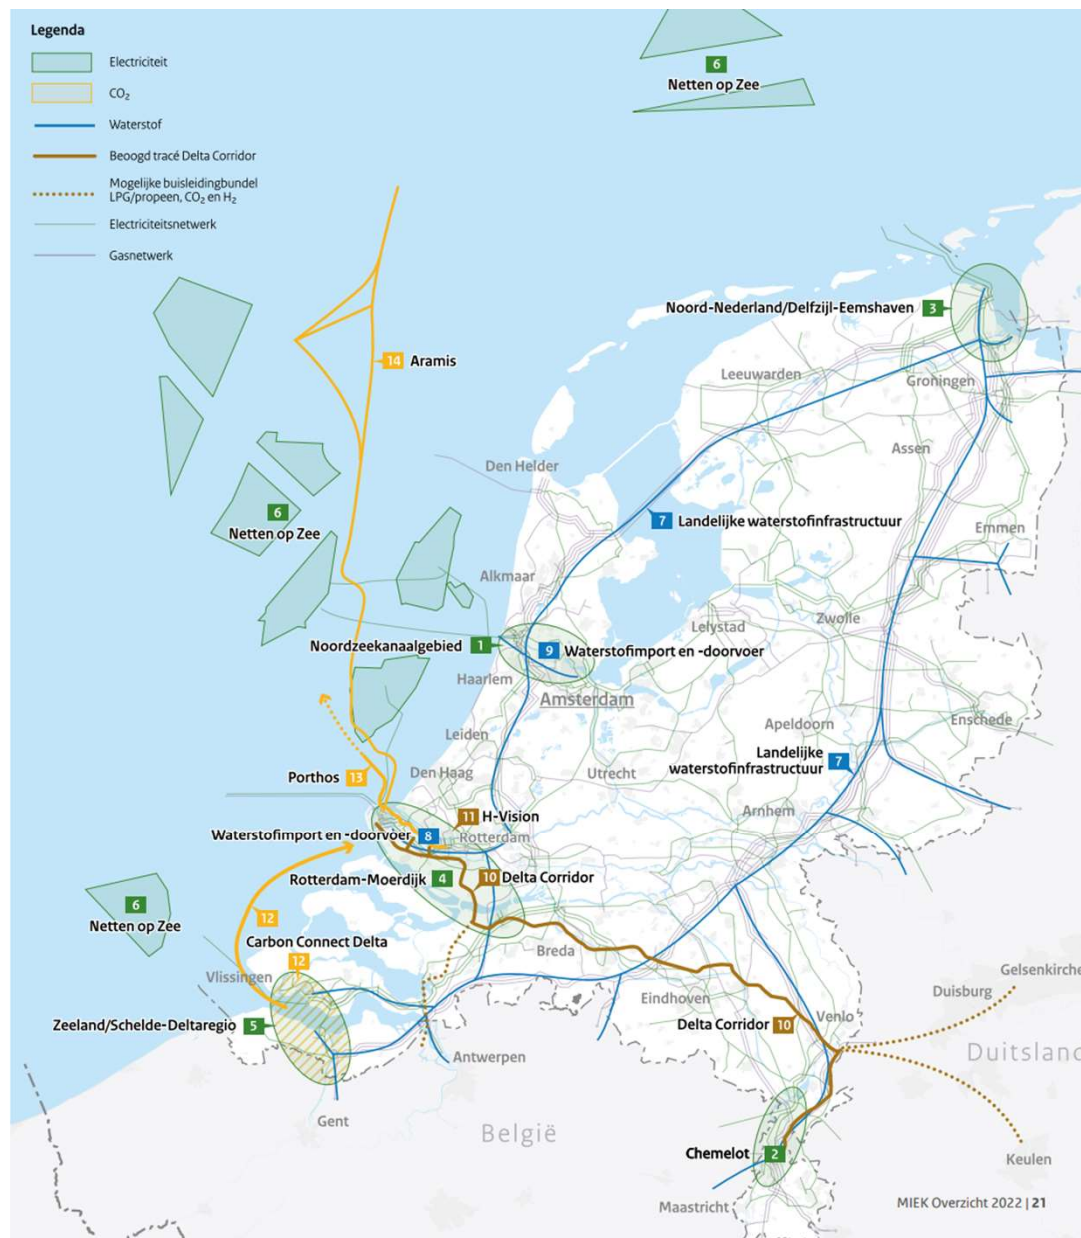 Legenda
Electriciteit
CO₂
Waterstof
Beoogd tracé Delta Corridor
Mogelijke buisleidingbundel
LPG/propeen, CO₂ en H₂
Electriciteitsnetwerk
Gasnetwerk
6
Netten op Zee
Noord-Nederland/Delfzijl-Eemshaven 3
14 Aramis
Leeuwarden
Groningen
Assen
Den Helder
6
Netten op Zee
7 Landelijke waterstofinfrastructuur
Emmen
Alkmaar
Lelystad
Zwolle
Noordzeekanaalgebied 1
9 Waterstofimport en -doorvoer
Haarlem
Amsterdam
Apeldoorn
Enschede
Leiden
Landelijke
waterstofinfrastructuur 7
Porthos 13
Den Haag
Utrecht
Arnhem
11 H-Vision
Waterstofimport en -doorvoer 8
Rotterdam
Rotterdam-Moerdijk 4
10 Delta Corridor
6
Netten op Zee
12
Carbon Connect Delta
12
Breda
Vlissingen
Gelsenkirche
Duisburg
Eindhoven
Venlo
Zeeland/Schelde-Deltaregio 5
Delta Corridor 10
Antwerpen
Duitsland
Gent
België
Chemelot 2
Keulen
Maastricht
MIEK Overzicht 2022 | 21